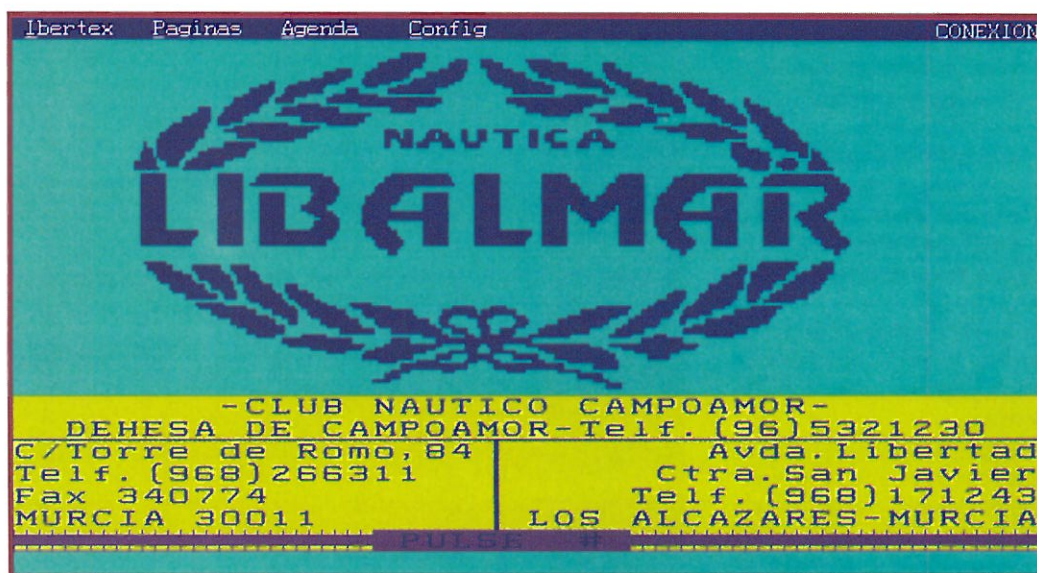 Ibertex Paginas Agenda Config CONEXION
NAUTICA
LIBALMAR
-CLUB NAUTICO CAMPOAMOR-
DEHESA DE CAMPOAMOR-Telf.(96)5321230
C/Torre de Romo,84
Telf.(968)266311
Fax 340774
MURCIA 30011
Avda.Libertad
Ctra.San Javier
Telf.(968)171243
LOS ALCAZARES-MURCIA
PULSE #